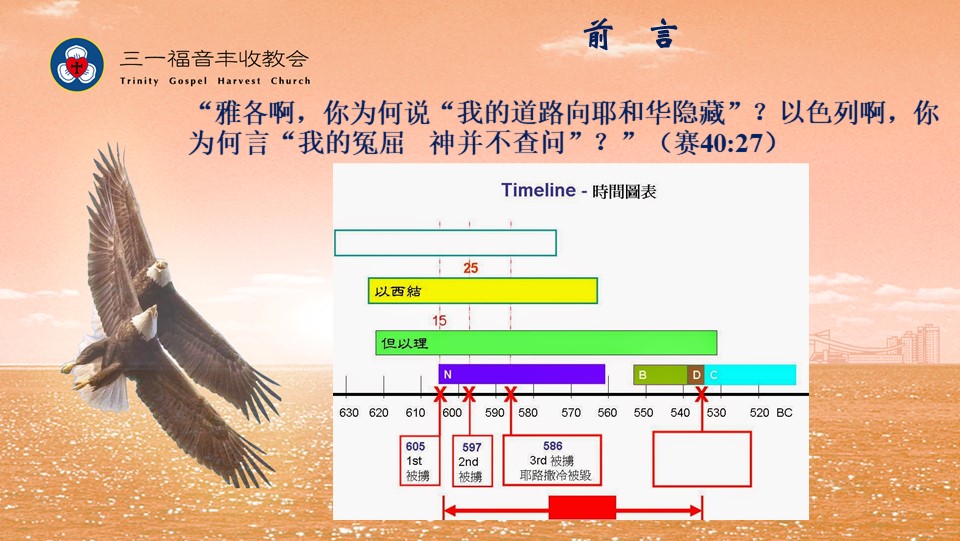 前 言
三一福音丰收教会
Trinity Gospel Harvest Church
“雅各啊，你为何说“我的道路向耶和华隐藏”？以色列啊，你
为何言“我的冤屈 神并不查问”？”（赛40:27）
Timeline - 時間圖表
25
以西結
15
但以理
N
B
D
C
630 620 610 600 590 580 570 560 550 540 530 520 BC
605
1st
被擄
597
2nd
被擄
586
3rd 被擄
耶路撒冷被毀